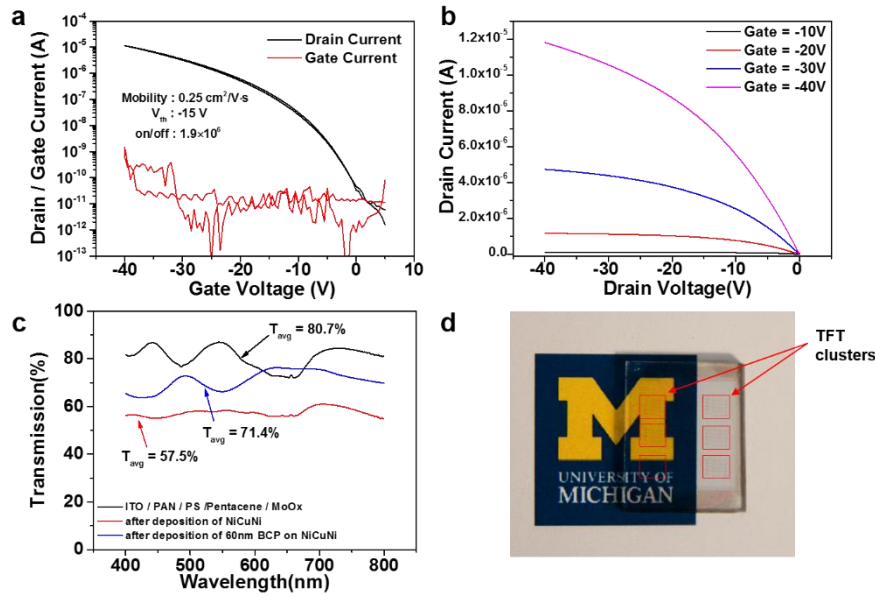 a
Drain / Gate Current (A)
10⁻⁴
10⁻⁵
10⁻⁶
10⁻⁷
10⁻⁸
10⁻⁹
10⁻¹⁰
10⁻¹¹
10⁻¹²
10⁻¹³
Drain Current
Gate Current
Mobility : 0.25 cm²/V·s
Vth : -15 V
on/off : 1.9×10⁶
-40 -30 -20 -10 0 10
Gate Voltage (V)
b
Drain Current (A)
1.2x10⁻⁵
1.0x10⁻⁵
8.0x10⁻⁶
6.0x10⁻⁶
4.0x10⁻⁶
2.0x10⁻⁶
0.0
Gate = -10V
Gate = -20V
Gate = -30V
Gate = -40V
-40 -30 -20 -10 0
Drain Voltage(V)
c
Transmission(%)
100
80
60
40
20
0
Tavg = 80.7%
Tavg = 71.4%
Tavg = 57.5%
ITO / PAN / PS /Pentacene / MoOx
after deposition of NiCuNi
after deposition of 60nm BCP on NiCuNi
400 500 600 700 800
Wavelength(nm)
d
TFT
clusters
M
UNIVERSITY OF
MICHIGAN